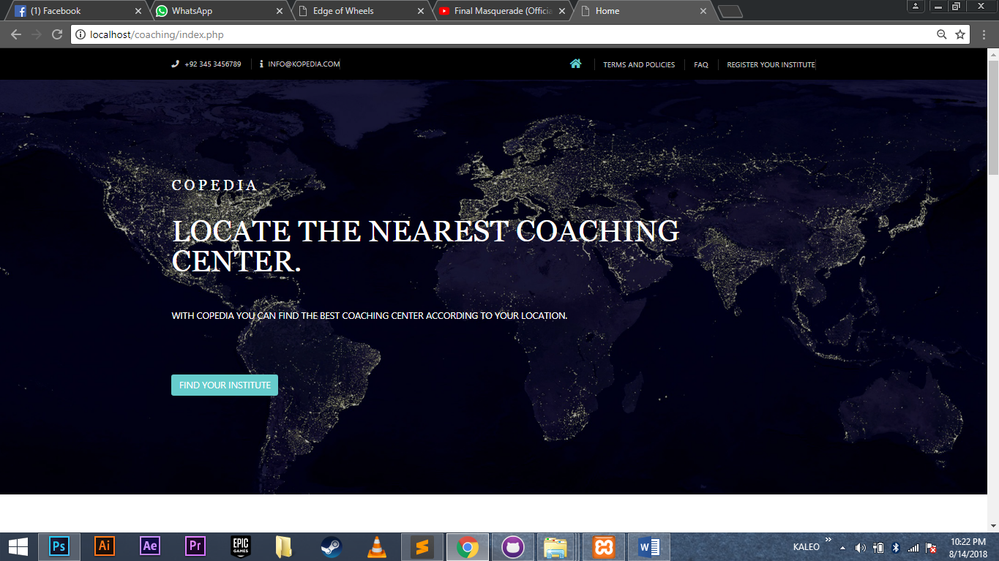 (1) Facebook
WhatsApp
Edge of Wheels
Final Masquerade (Officia
Home
localhost/coaching/index.php
+92 345 3456789
INFO@KOPEDIA.COM
TERMS AND POLICIES
FAQ
REGISTER YOUR INSTITUTE
COPEDIA
LOCATE THE NEAREST COACHING
CENTER.
WITH COPEDIA YOU CAN FIND THE BEST COACHING CENTER ACCORDING TO YOUR LOCATION.
FIND YOUR INSTITUTE
Ps
Ai
Ae
Pr
EPIC
GAMES
W
KALEO
10:22 PM
8/14/2018